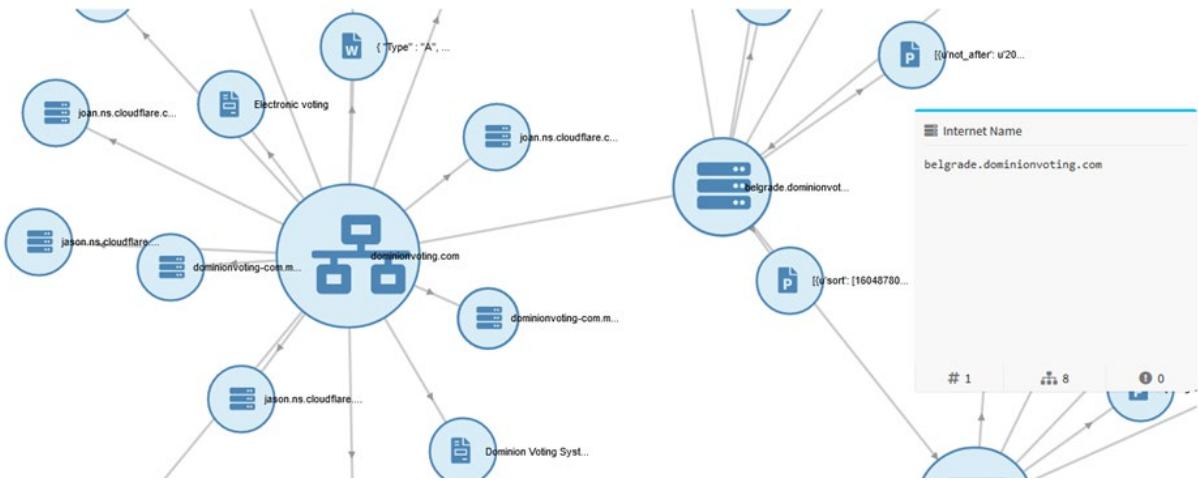 { "Type" : "A", ...
[{u'not_after': u'20...
Electronic voting
joan.ns.cloudflare.c...
joan.ns.cloudflare.c...
Internet Name
belgrade.dominionvoting.com
belgrade.dominionvot...
jason.ns.cloudflare....
dominionvoting.com
dominionvoting-com.m...
[{u'sort': [16048780...
dominionvoting-com.m...
# 1
8
0
jason.ns.cloudflare....
Dominion Voting Syst...